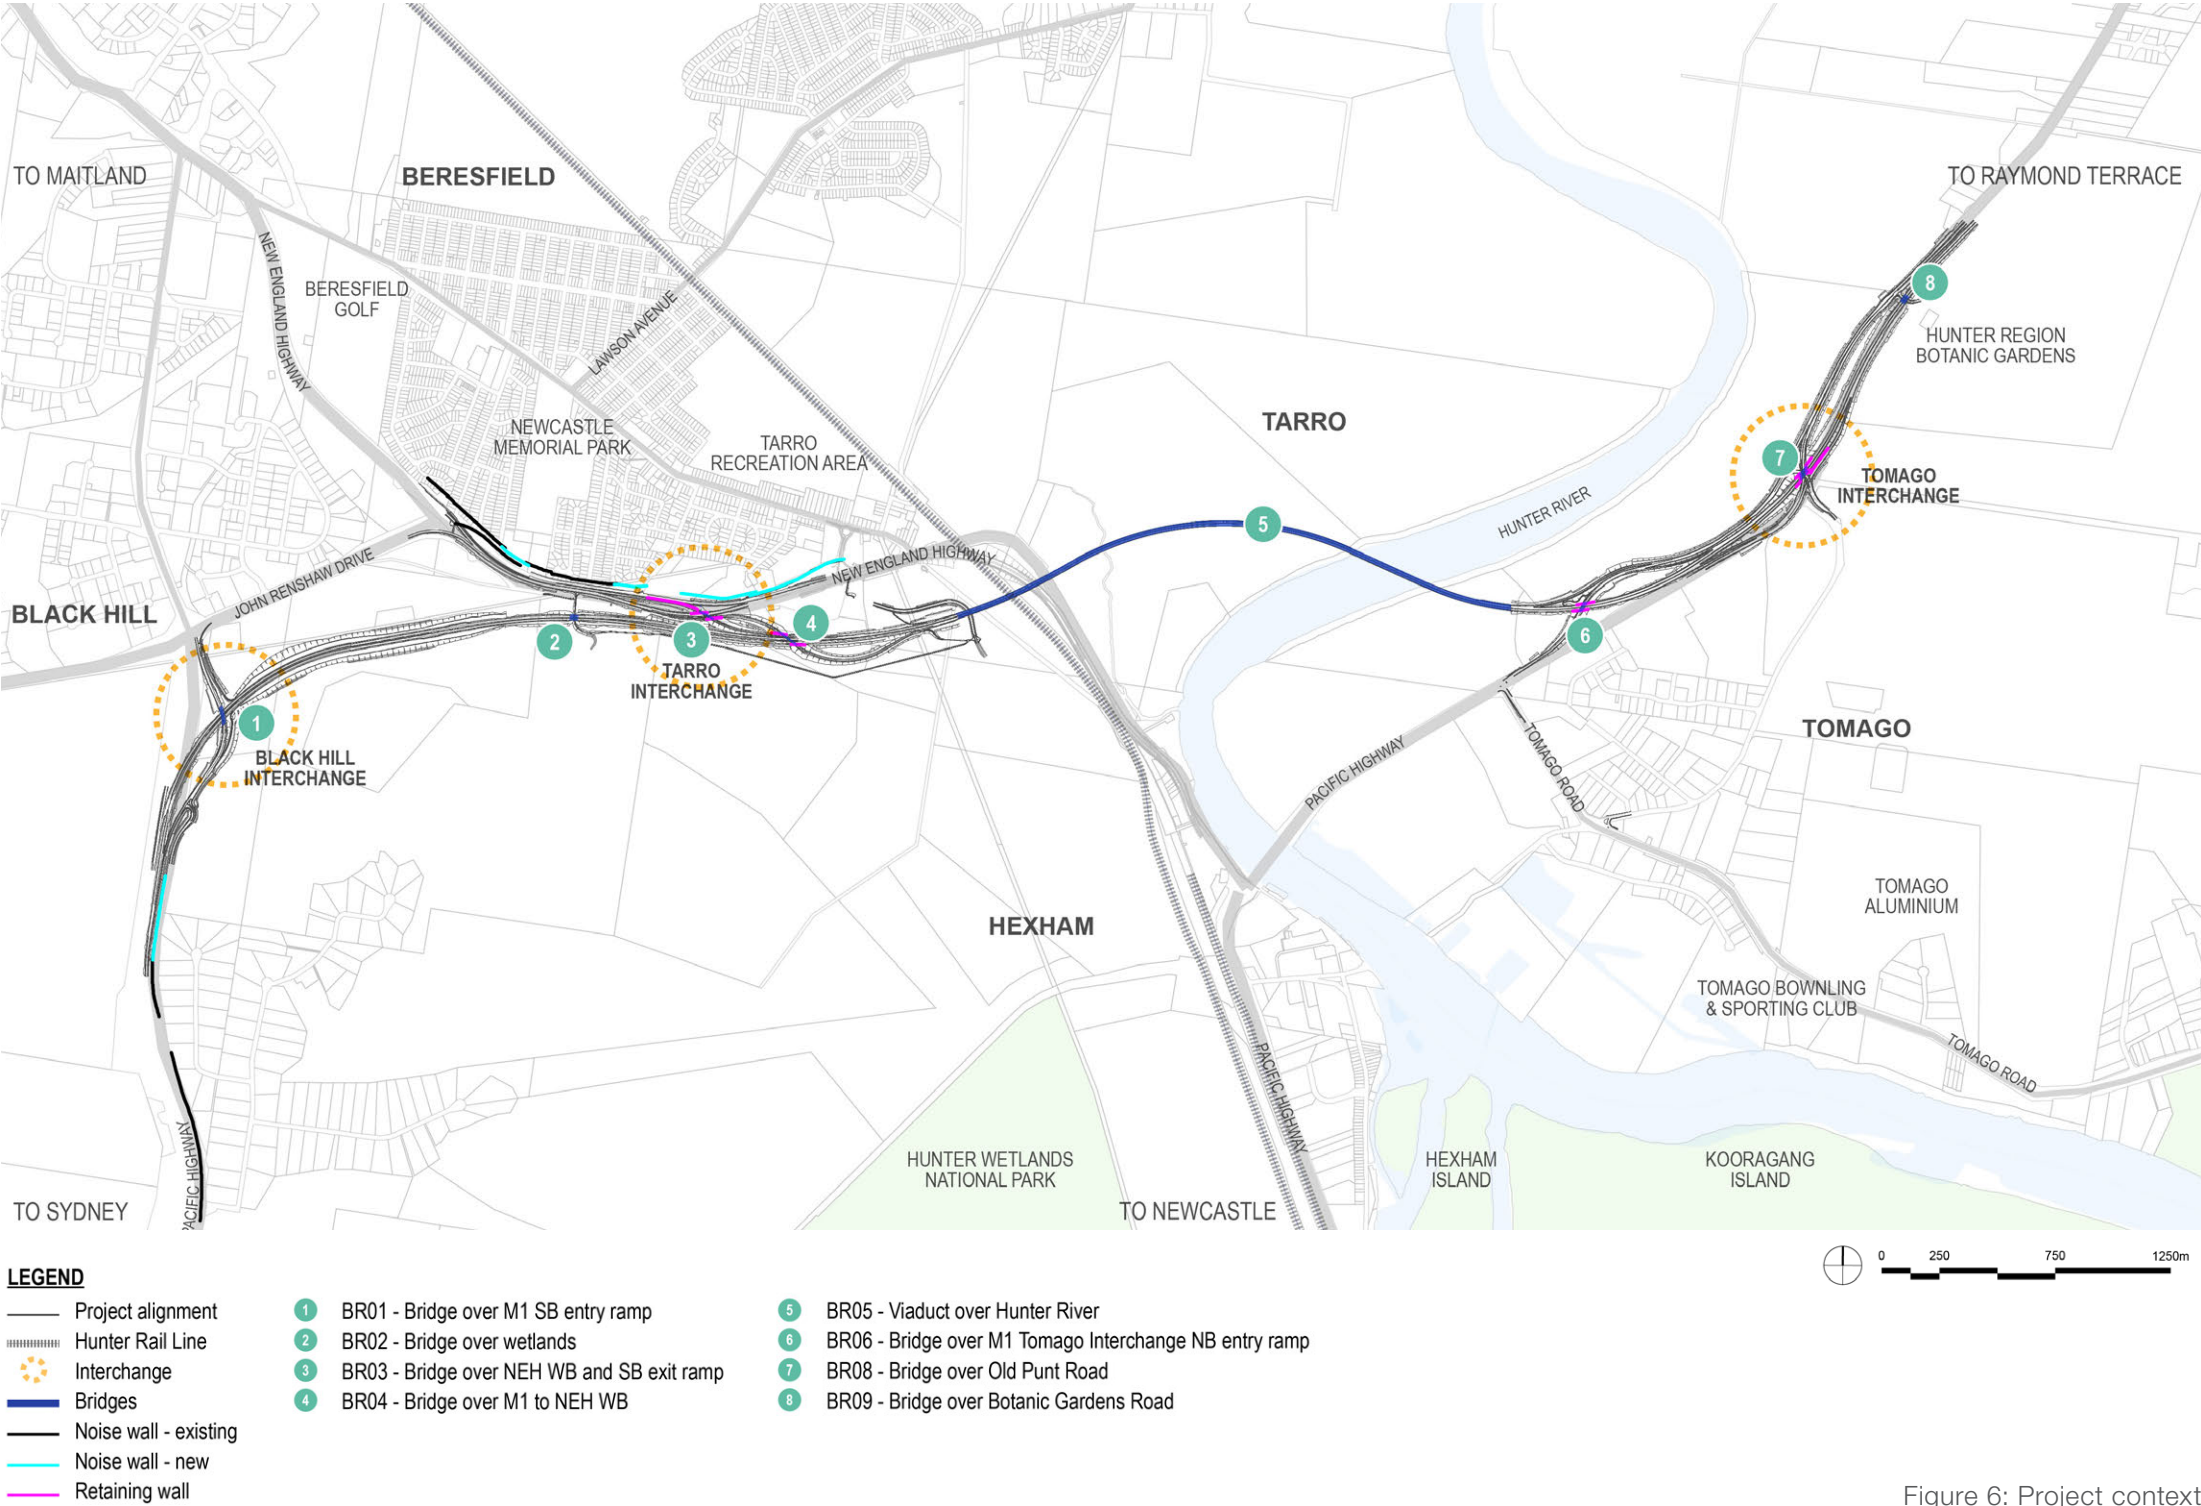 TO MAITLAND
BERESFIELD
TO RAYMOND TERRACE
NEW ENGLAND HIGHWAY
BERESFIELD
GOLF
LAWSON AVENUE
8
HUNTER REGION
BOTANIC GARDENS
NEWCASTLE
MEMORIAL PARK
TARRO
RECREATION AREA
TARRO
7
TOMAGO
INTERCHANGE
HUNTER RIVER
5
NEW ENGLAND HIGHWAY
JOHN RENSHAW DRIVE
BLACK HILL
2
3
4
6
TARRO
INTERCHANGE
1
BLACK HILL
INTERCHANGE
TOMAGO
PACIFIC HIGHWAY
TOMAGO ROAD
TOMAGO
ALUMINIUM
HEXHAM
TOMAGO BOWNLING
& SPORTING CLUB
TOMAGO ROAD
PACIFIC HIGHWAY
PACIFIC HIGHWAY
HUNTER WETLANDS
NATIONAL PARK
HEXHAM
ISLAND
KOORAGANG
ISLAND
TO SYDNEY
TO NEWCASTLE
0 250 750 1250m
LEGEND
Project alignment
Hunter Rail Line
Interchange
Bridges
Noise wall - existing
Noise wall - new
Retaining wall
1 BR01 - Bridge over M1 SB entry ramp
2 BR02 - Bridge over wetlands
3 BR03 - Bridge over NEH WB and SB exit ramp
4 BR04 - Bridge over M1 to NEH WB
5 BR05 - Viaduct over Hunter River
6 BR06 - Bridge over M1 Tomago Interchange NB entry ramp
7 BR08 - Bridge over Old Punt Road
8 BR09 - Bridge over Botanic Gardens Road
Figure 6: Project context